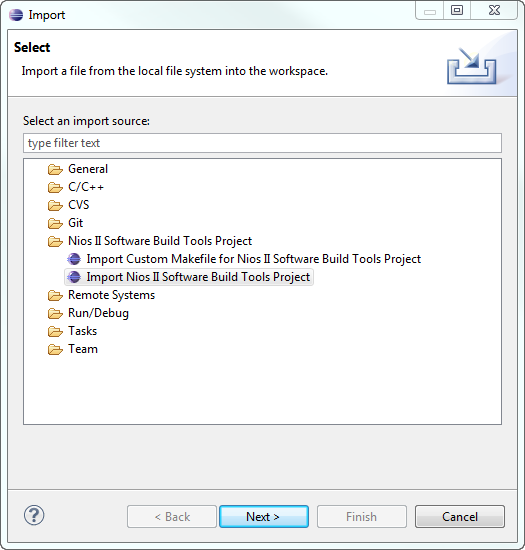 Import
Select
Import a file from the local file system into the workspace.
Select an import source:
type filter text
General
C/C++
CVS
Git
Nios II Software Build Tools Project
Import Custom Makefile for Nios II Software Build Tools Project
Import Nios II Software Build Tools Project
Remote Systems
Run/Debug
Tasks
Team
? < Back Next > Finish Cancel